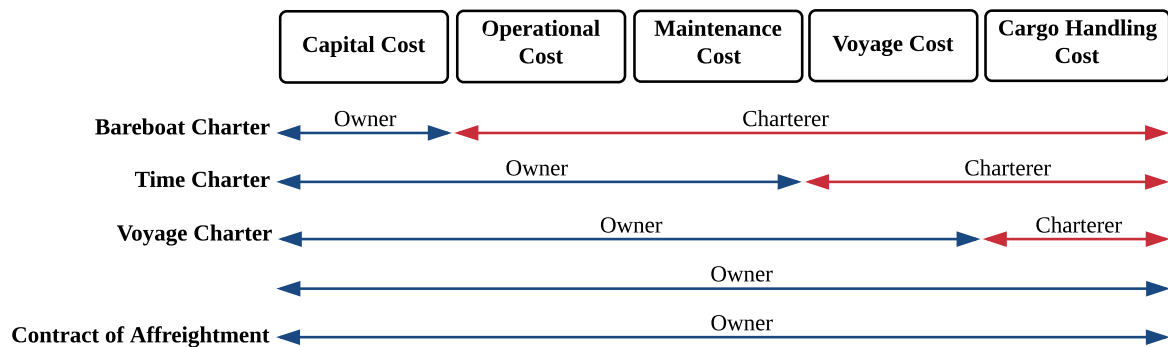 Capital Cost
Operational
Cost
Maintenance
Cost
Voyage Cost
Cargo Handling
Cost
Bareboat Charter
Owner
Charterer
Time Charter
Owner
Charterer
Voyage Charter
Owner
Charterer
Owner
Contract of Affreightment
Owner